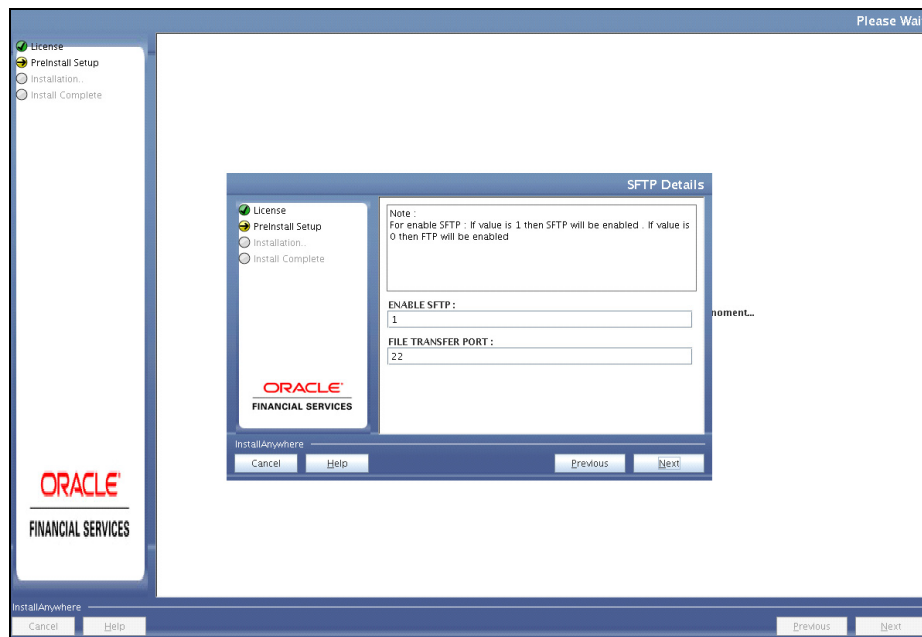 Please Wai
License
PreInstall Setup
Installation..
Install Complete
SFTP Details
License
PreInstall Setup
Installation..
Install Complete
Note :
For enable SFTP : If value is 1 then SFTP will be enabled . If value is
0 then FTP will be enabled
ENABLE SFTP :
1
FILE TRANSFER PORT :
22
noment...
ORACLE
FINANCIAL SERVICES
InstallAnywhere
Cancel
Help
Previous
Next
ORACLE
FINANCIAL SERVICES
InstallAnywhere
Cancel
Help
Previous
Next